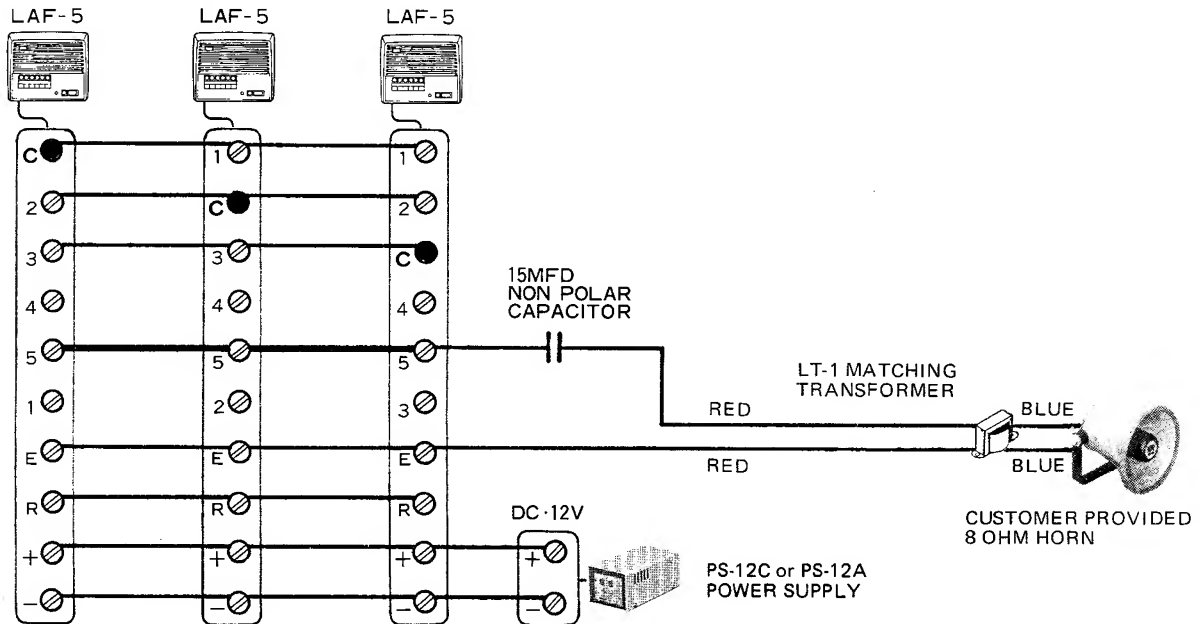 LAF-5 LAF-5 LAF-5
C 1 1
2 C 2
3 3 C
4 4 4
5 5 5
1 2 3
E E E
R R R
+ + + +
- - - -
15MFD
NON POLAR
CAPACITOR
LT-1 MATCHING
TRANSFORMER
RED BLUE
RED BLUE
CUSTOMER PROVIDED
8 OHM HORN
DC·12V
PS-12C or PS-12A
POWER SUPPLY